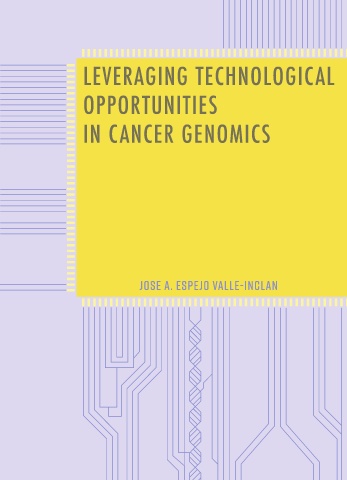 LEVERAGING TECHNOLOGICAL
OPPORTUNITIES
IN CANCER GENOMICS
JOSE A. ESPEJO VALLE-INCLAN